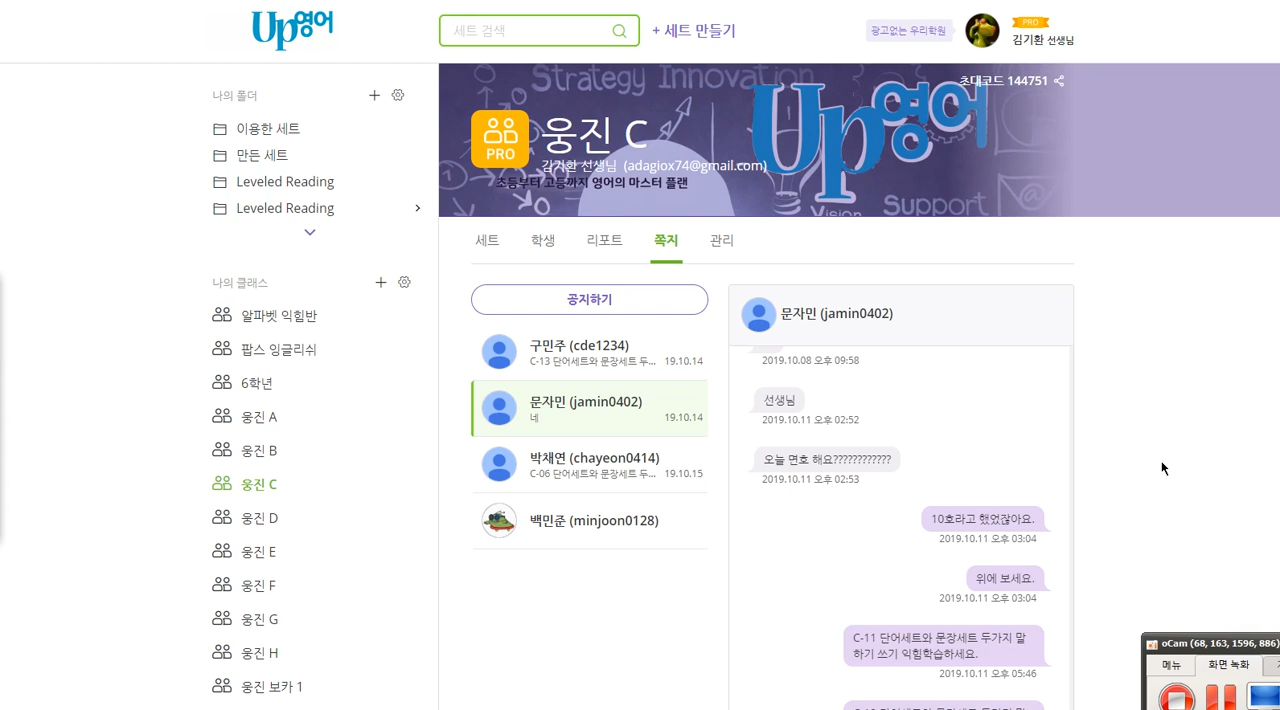 Up영어
세트 검색
+ 세트 만들기
광고없는 우리학원
PRO
김기환 선생님
나의 폴더
이용한 세트
만든 세트
Leveled Reading
Leveled Reading
나의 클래스
알파벳 익힘반
팝스 잉글리쉬
6학년
웅진 A
웅진 B
웅진 C
웅진 D
웅진 E
웅진 F
웅진 G
웅진 H
웅진 보카 1
Strategy Innovation
초대코드 144751
Up영어
PRO
웅진 C
김기환 선생님 (adagiox74@gmail.com)
초등부터 고등까지 영어의 마스터 플랜
Vision
Support
세트
학생
리포트
쪽지
관리
공지하기
구민주 (cde1234)
C-13 단어세트와 문장세트 두... 19.10.14
문자민 (jamin0402)
네 19.10.14
박채연 (chayeon0414)
C-06 단어세트와 문장세트 두... 19.10.15
백민준 (minjoon0128)
문자민 (jamin0402)
2019.10.08 오후 09:58
선생님
2019.10.11 오후 02:52
오늘 면호 해요????????????
2019.10.11 오후 02:53
10호라고 했었잖아요.
2019.10.11 오후 03:04
위에 보세요.
2019.10.11 오후 03:04
C-11 단어세트와 문장세트 두가지 말
하기 쓰기 익힘학습하세요.
2019.10.11 오후 05:46
oCam (68, 163, 1596, 886)
메뉴
화면 녹화